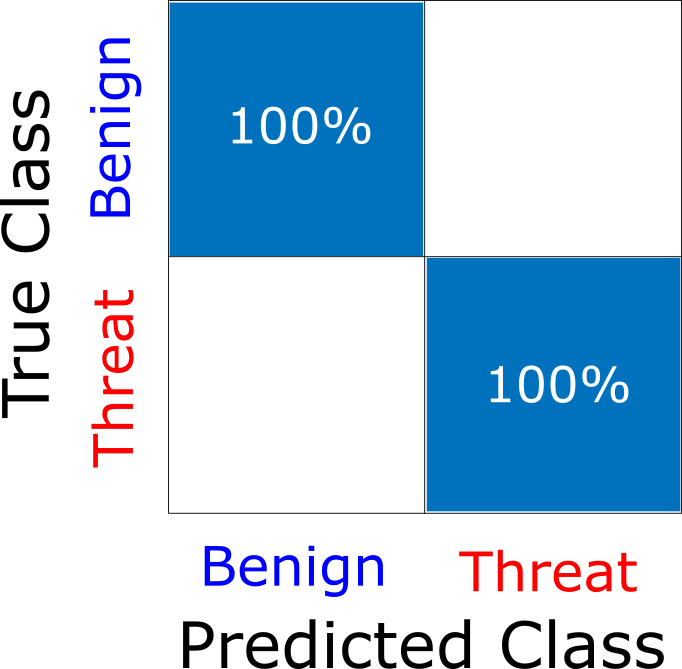 True Class
Benign
Threat
100%
100%
Benign
Threat
Predicted Class